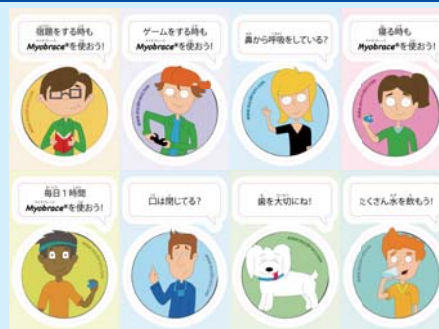 宿題をする時も
Myobrace®を使おう!
ゲームをする時も
Myobrace®を使おう!
鼻から呼吸をしている?
寝る時も
Myobrace®を使おう!
毎日1時間
Myobrace®を使おう!
口は閉じてる?
歯を大切にね!
たくさん水を飲もう!